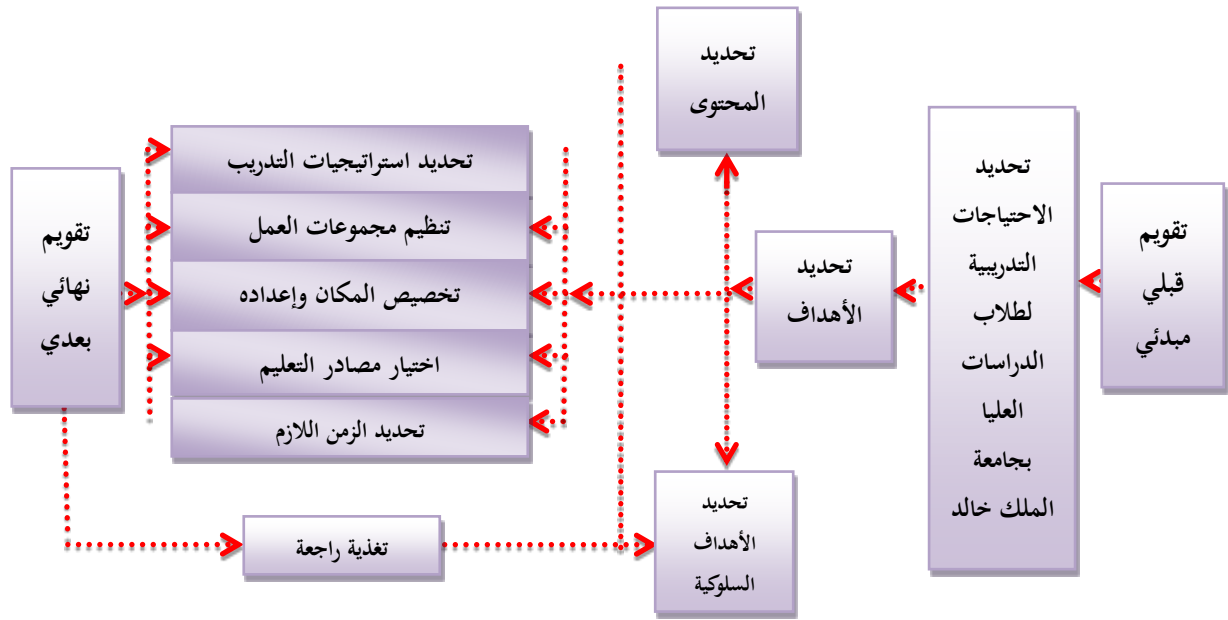 تقويم
قبلي
مبدئي
تحديد
الاحتياجات
التدريبية
لطلاب
الدراسات
العليا
بجامعة
الملك خالد
تحديد
الأهداف
تحديد
المحتوى
تحديد
الأهداف
السلوكية
تحديد استراتيجيات التدريب
تنظيم مجموعات العمل
تخصيص المكان وإعداده
اختيار مصادر التعليم
تحديد الزمن اللازم
تقويم
نهائي
بعدي
تغذية راجعة